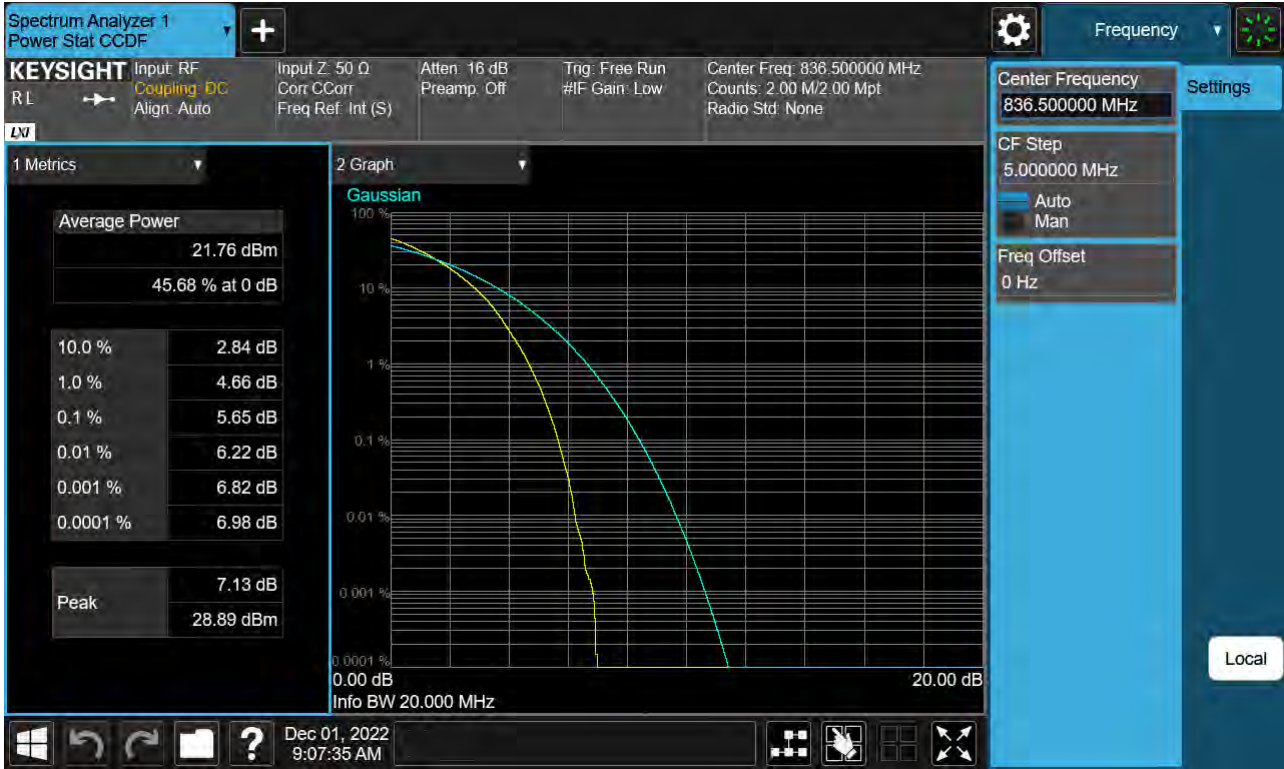 Spectrum Analyzer 1
Power Stat CCDF
+
Frequency
KEYSIGHT
RL
LXI
Input: RF
Coupling: DC
Align: Auto
Input Z: 50 Ω
Corr CCorr
Freq Ref: Int (S)
Atten: 16 dB
Preamp: Off
Trig: Free Run
#IF Gain: Low
Center Freq: 836.500000 MHz
Counts: 2.00 M/2.00 Mpt
Radio Std: None
Center Frequency
836.500000 MHz
Settings
CF Step
5.000000 MHz
Auto
Man
Freq Offset
0 Hz
Local
1 Metrics
Average Power
21.76 dBm
45.68 % at 0 dB
10.0 % 2.84 dB
1.0 % 4.66 dB
0.1 % 5.65 dB
0.01 % 6.22 dB
0.001 % 6.82 dB
0.0001 % 6.98 dB
Peak
7.13 dB
28.89 dBm
2 Graph
Gaussian
100 %
10 %
1 %
0.1 %
0.01 %
0.001 %
0.0001 %
0.00 dB 20.00 dB
Info BW 20.000 MHz
?
Dec 01, 2022
9:07:35 AM